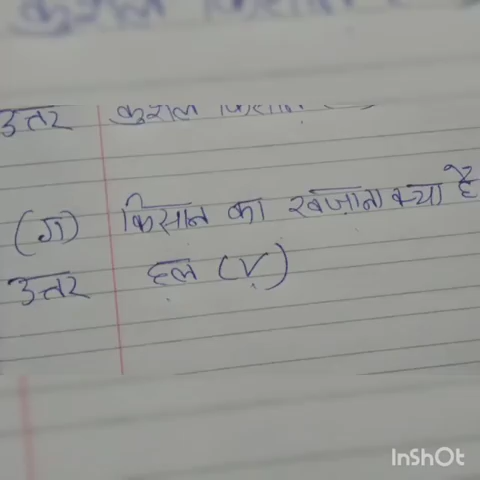 उत्तर कुशल किसान
(ग) किसान का खज़ाना क्या है
उत्तर हल (✓)
InShOt